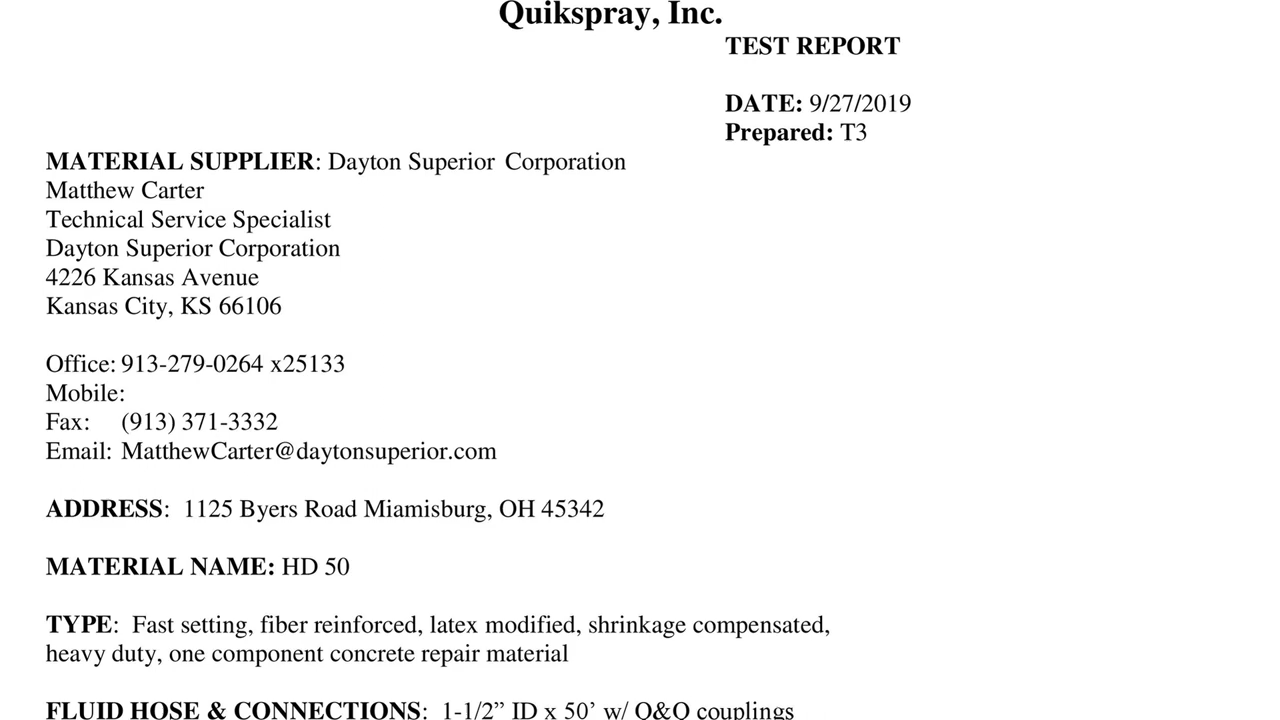 Quikspray, Inc.
TEST REPORT
DATE: 9/27/2019
Prepared: T3
MATERIAL SUPPLIER: Dayton Superior Corporation
Matthew Carter
Technical Service Specialist
Dayton Superior Corporation
4226 Kansas Avenue
Kansas City, KS 66106
Office: 913-279-0264 x25133
Mobile:
Fax: (913) 371-3332
Email: MatthewCarter@daytonsuperior.com
ADDRESS: 1125 Byers Road Miamisburg, OH 45342
MATERIAL NAME: HD 50
TYPE: Fast setting, fiber reinforced, latex modified, shrinkage compensated,
heavy duty, one component concrete repair material
FLUID HOSE & CONNECTIONS: 1-1/2” ID x 50’ w/ Q&Q couplings